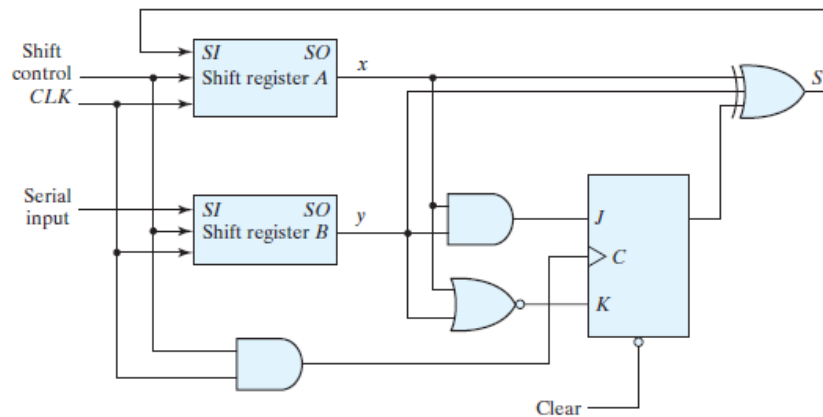 Shift
control
CLK
SI SO
Shift register A
x
S
Serial
input
SI SO
Shift register B
y
J
C
K
Clear